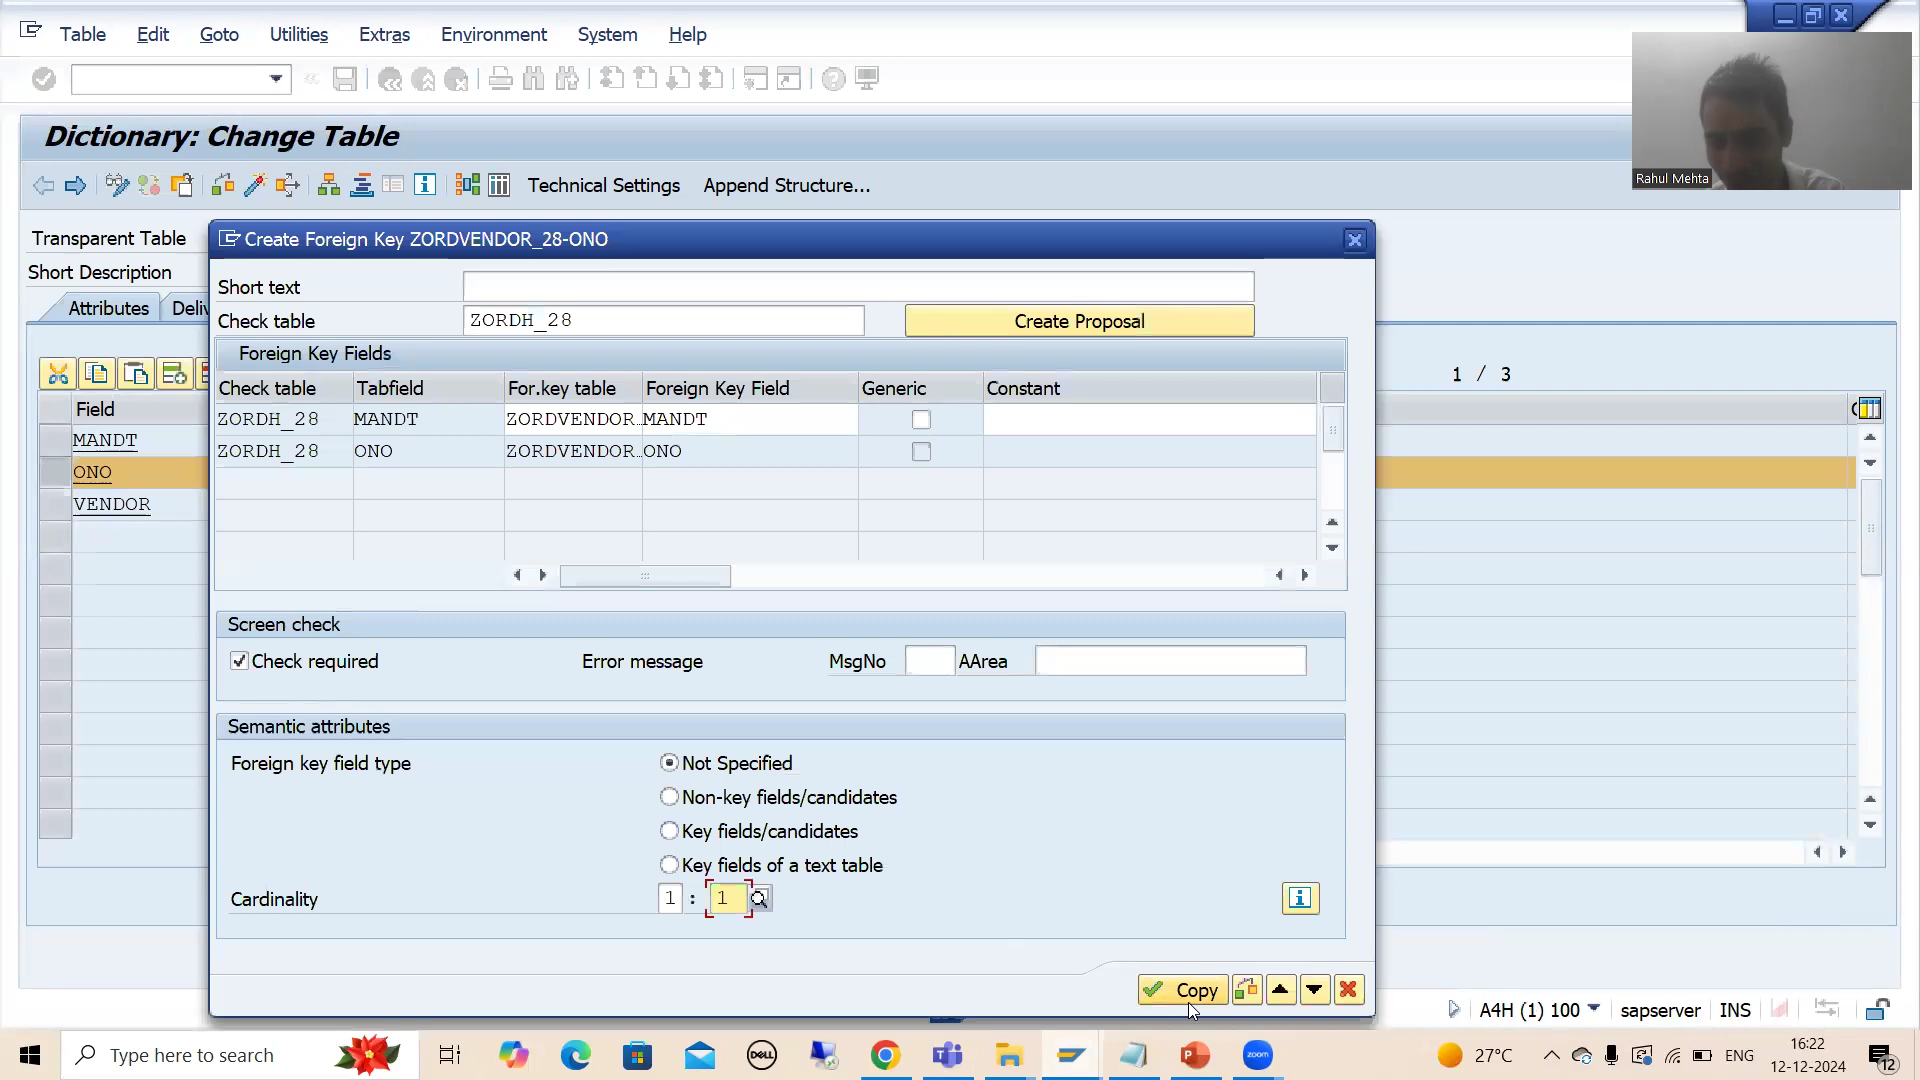 Table Edit Goto Utilities Extras Environment System Help
Dictionary: Change Table
Technical Settings Append Structure...
Rahul Mehta
Transparent Table
Short Description
Attributes
Create Foreign Key ZORDVENDOR_28-ONO
Short text
Check table ZORDH_28 Create Proposal
Foreign Key Fields
Check table Tabfield For.key table Foreign Key Field Generic Constant
ZORDH_28 MANDT ZORDVENDOR… MANDT
ZORDH_28 ONO ZORDVENDOR… ONO
1 / 3
Field
MANDT
ONO
VENDOR
Screen check
Check required Error message MsgNo AArea
Semantic attributes
Foreign key field type Not Specified
Non-key fields/candidates
Key fields/candidates
Key fields of a text table
Cardinality 1 : 1
Copy
A4H (1) 100 sapserver INS
Type here to search
DELL
zoom
27°C
ENG
16:22
12-12-2024
12